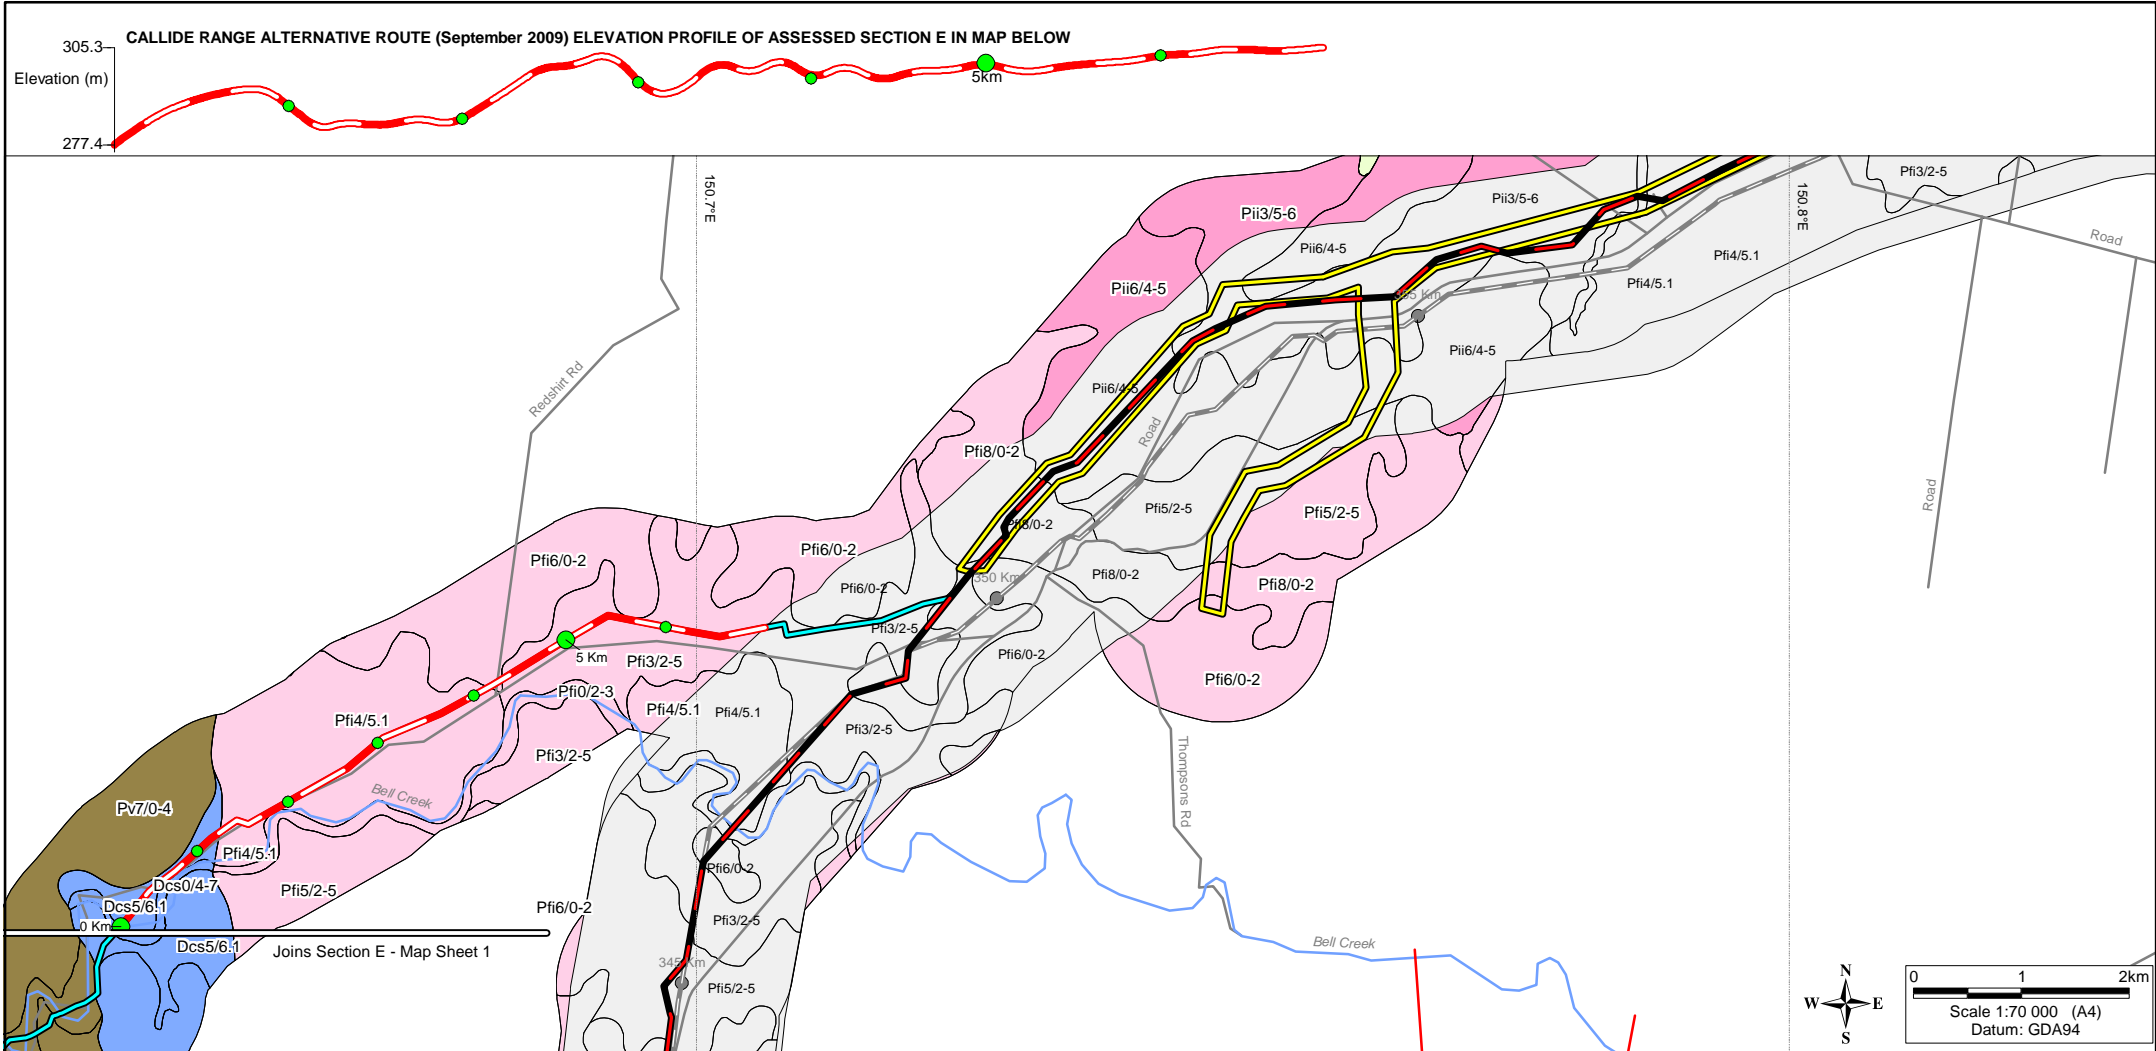 CALLIDE RANGE ALTERNATIVE ROUTE (September 2009) ELEVATION PROFILE OF ASSESSED SECTION E IN MAP BELOW
305.3
Elevation (m)
277.4
5km
150.7°E
150.8°E
Pfi3/2-5
Pii3/5-6
Pii3/5-6
Road
Pii6/4-5
Pfi4/5.1
Pfi4/5.1
Pii6/4-5
355 Km
Pii6/4-5
Redshirt Rd
Pii6/4-5
Road
Pfi8/0-2
Road
Pfi5/2-5
Pfi5/2-5
Pfi8/0-2
Pfi6/0-2
Pfi6/0-2
350 Km
Pfi8/0-2
Pfi8/0-2
Pfi6/0-2
Pfi3/2-5
5 Km
Pfi3/2-5
Pfi6/0-2
Pfi6/0-2
Pfi0/2-3
Pfi4/5.1
Pfi4/5.1
Pfi4/5.1
Pfi3/2-5
Pfi3/2-5
Thompsons Rd
Bell Creek
Pv7/0-4
Pfi4/5.1
Pfi6/0-2
Dcs0/4-7
Pfi5/2-5
Dcs5/6.1
Pfi6/0-2
Pfi3/2-5
0 Km
Dcs5/6.1
Joins Section E - Map Sheet 1
Bell Creek
345 Km
Pfi5/2-5
N
W
E
S
0 1 2km
Scale 1:70 000 (A4)
Datum: GDA94